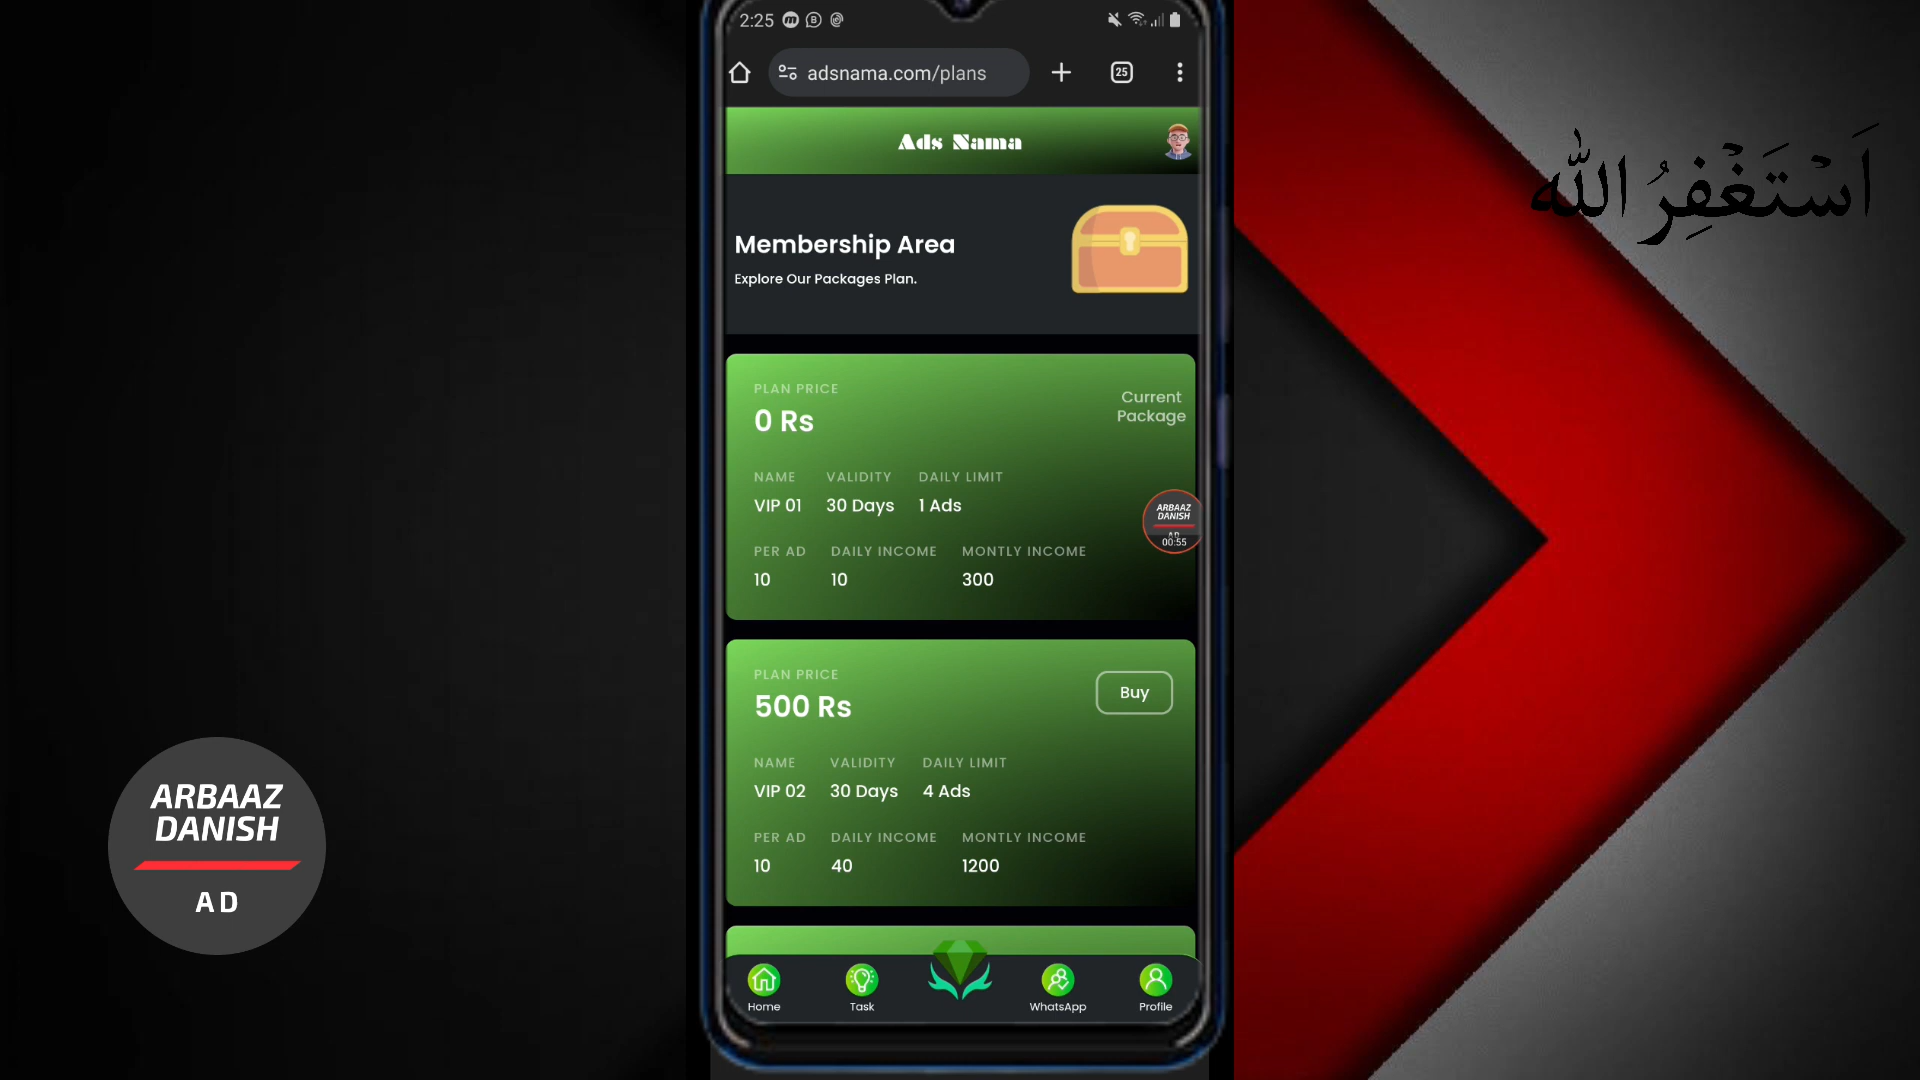 2:25
adsnama.com/plans
25
Ads Nama
Membership Area
Explore Our Packages Plan.
PLAN PRICE
0 Rs
Current
Package
NAME VALIDITY DAILY LIMIT
VIP 01 30 Days 1 Ads
PER AD DAILY INCOME MONTLY INCOME
10 10 300
ARBAAZ
DANISH
AD
00:55
PLAN PRICE
500 Rs
Buy
NAME VALIDITY DAILY LIMIT
VIP 02 30 Days 4 Ads
PER AD DAILY INCOME MONTLY INCOME
10 40 1200
Home Task WhatsApp Profile
ARBAAZ
DANISH
AD
اَسْتَغْفِرُ اللّٰه